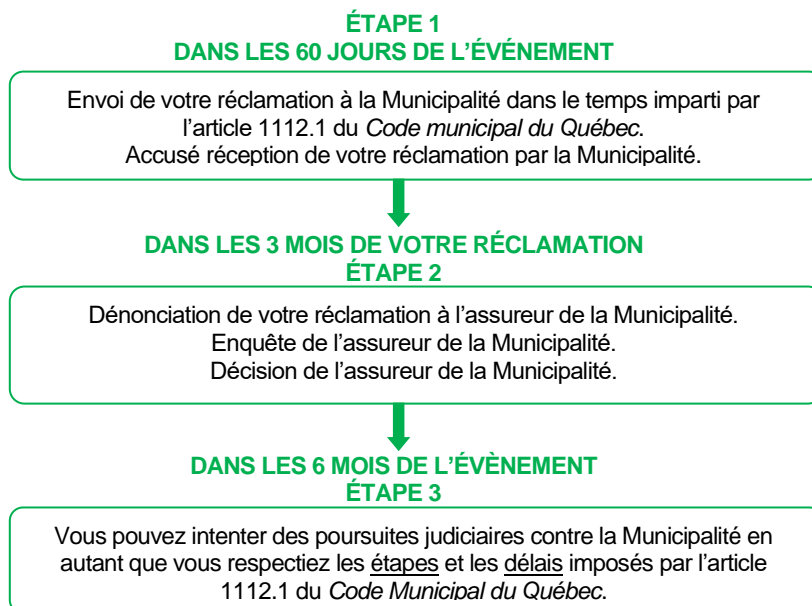 ÉTAPE 1
DANS LES 60 JOURS DE L’ÉVÉNEMENT
Envoi de votre réclamation à la Municipalité dans le temps imparti par
l’article 1112.1 du Code municipal du Québec.
Accusé réception de votre réclamation par la Municipalité.
DANS LES 3 MOIS DE VOTRE RÉCLAMATION
ÉTAPE 2
Dénonciation de votre réclamation à l’assureur de la Municipalité.
Enquête de l’assureur de la Municipalité.
Décision de l’assureur de la Municipalité.
DANS LES 6 MOIS DE L’ÉVÈNEMENT
ÉTAPE 3
Vous pouvez intenter des poursuites judiciaires contre la Municipalité en
autant que vous respectiez les étapes et les délais imposés par l’article
1112.1 du Code Municipal du Québec.